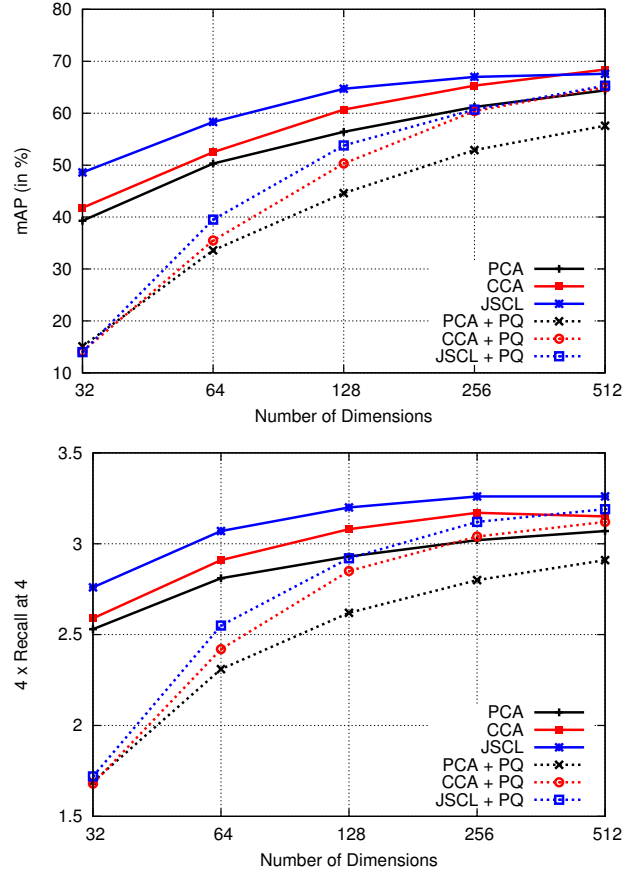 80
70
60
50
40
30
20
10
mAP (in %)
PCA
CCA
JSCL
PCA + PQ
CCA + PQ
JSCL + PQ
32 64 128 256 512
Number of Dimensions
3.5
3
2.5
2
1.5
4 x Recall at 4
PCA
CCA
JSCL
PCA + PQ
CCA + PQ
JSCL + PQ
32 64 128 256 512
Number of Dimensions